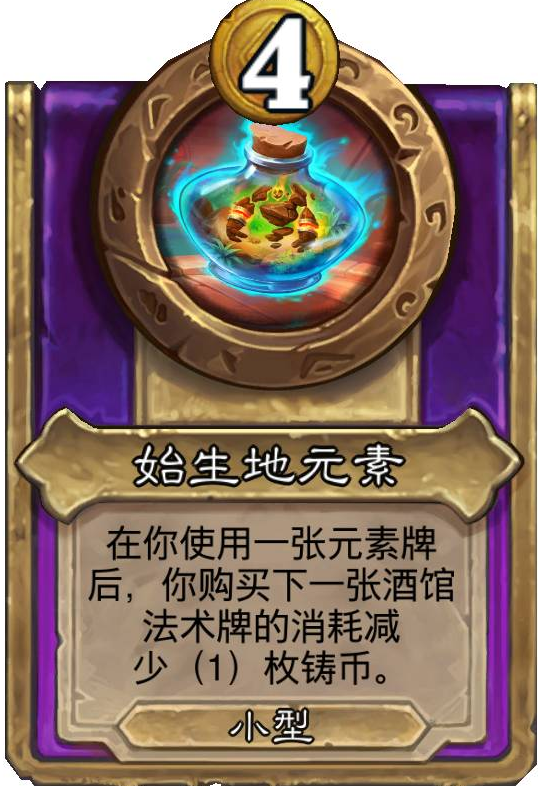 4
始生地元素
在你使用一张元素牌
后，你购买下一张酒馆
法术牌的消耗减
少（1）枚铸币。
小型